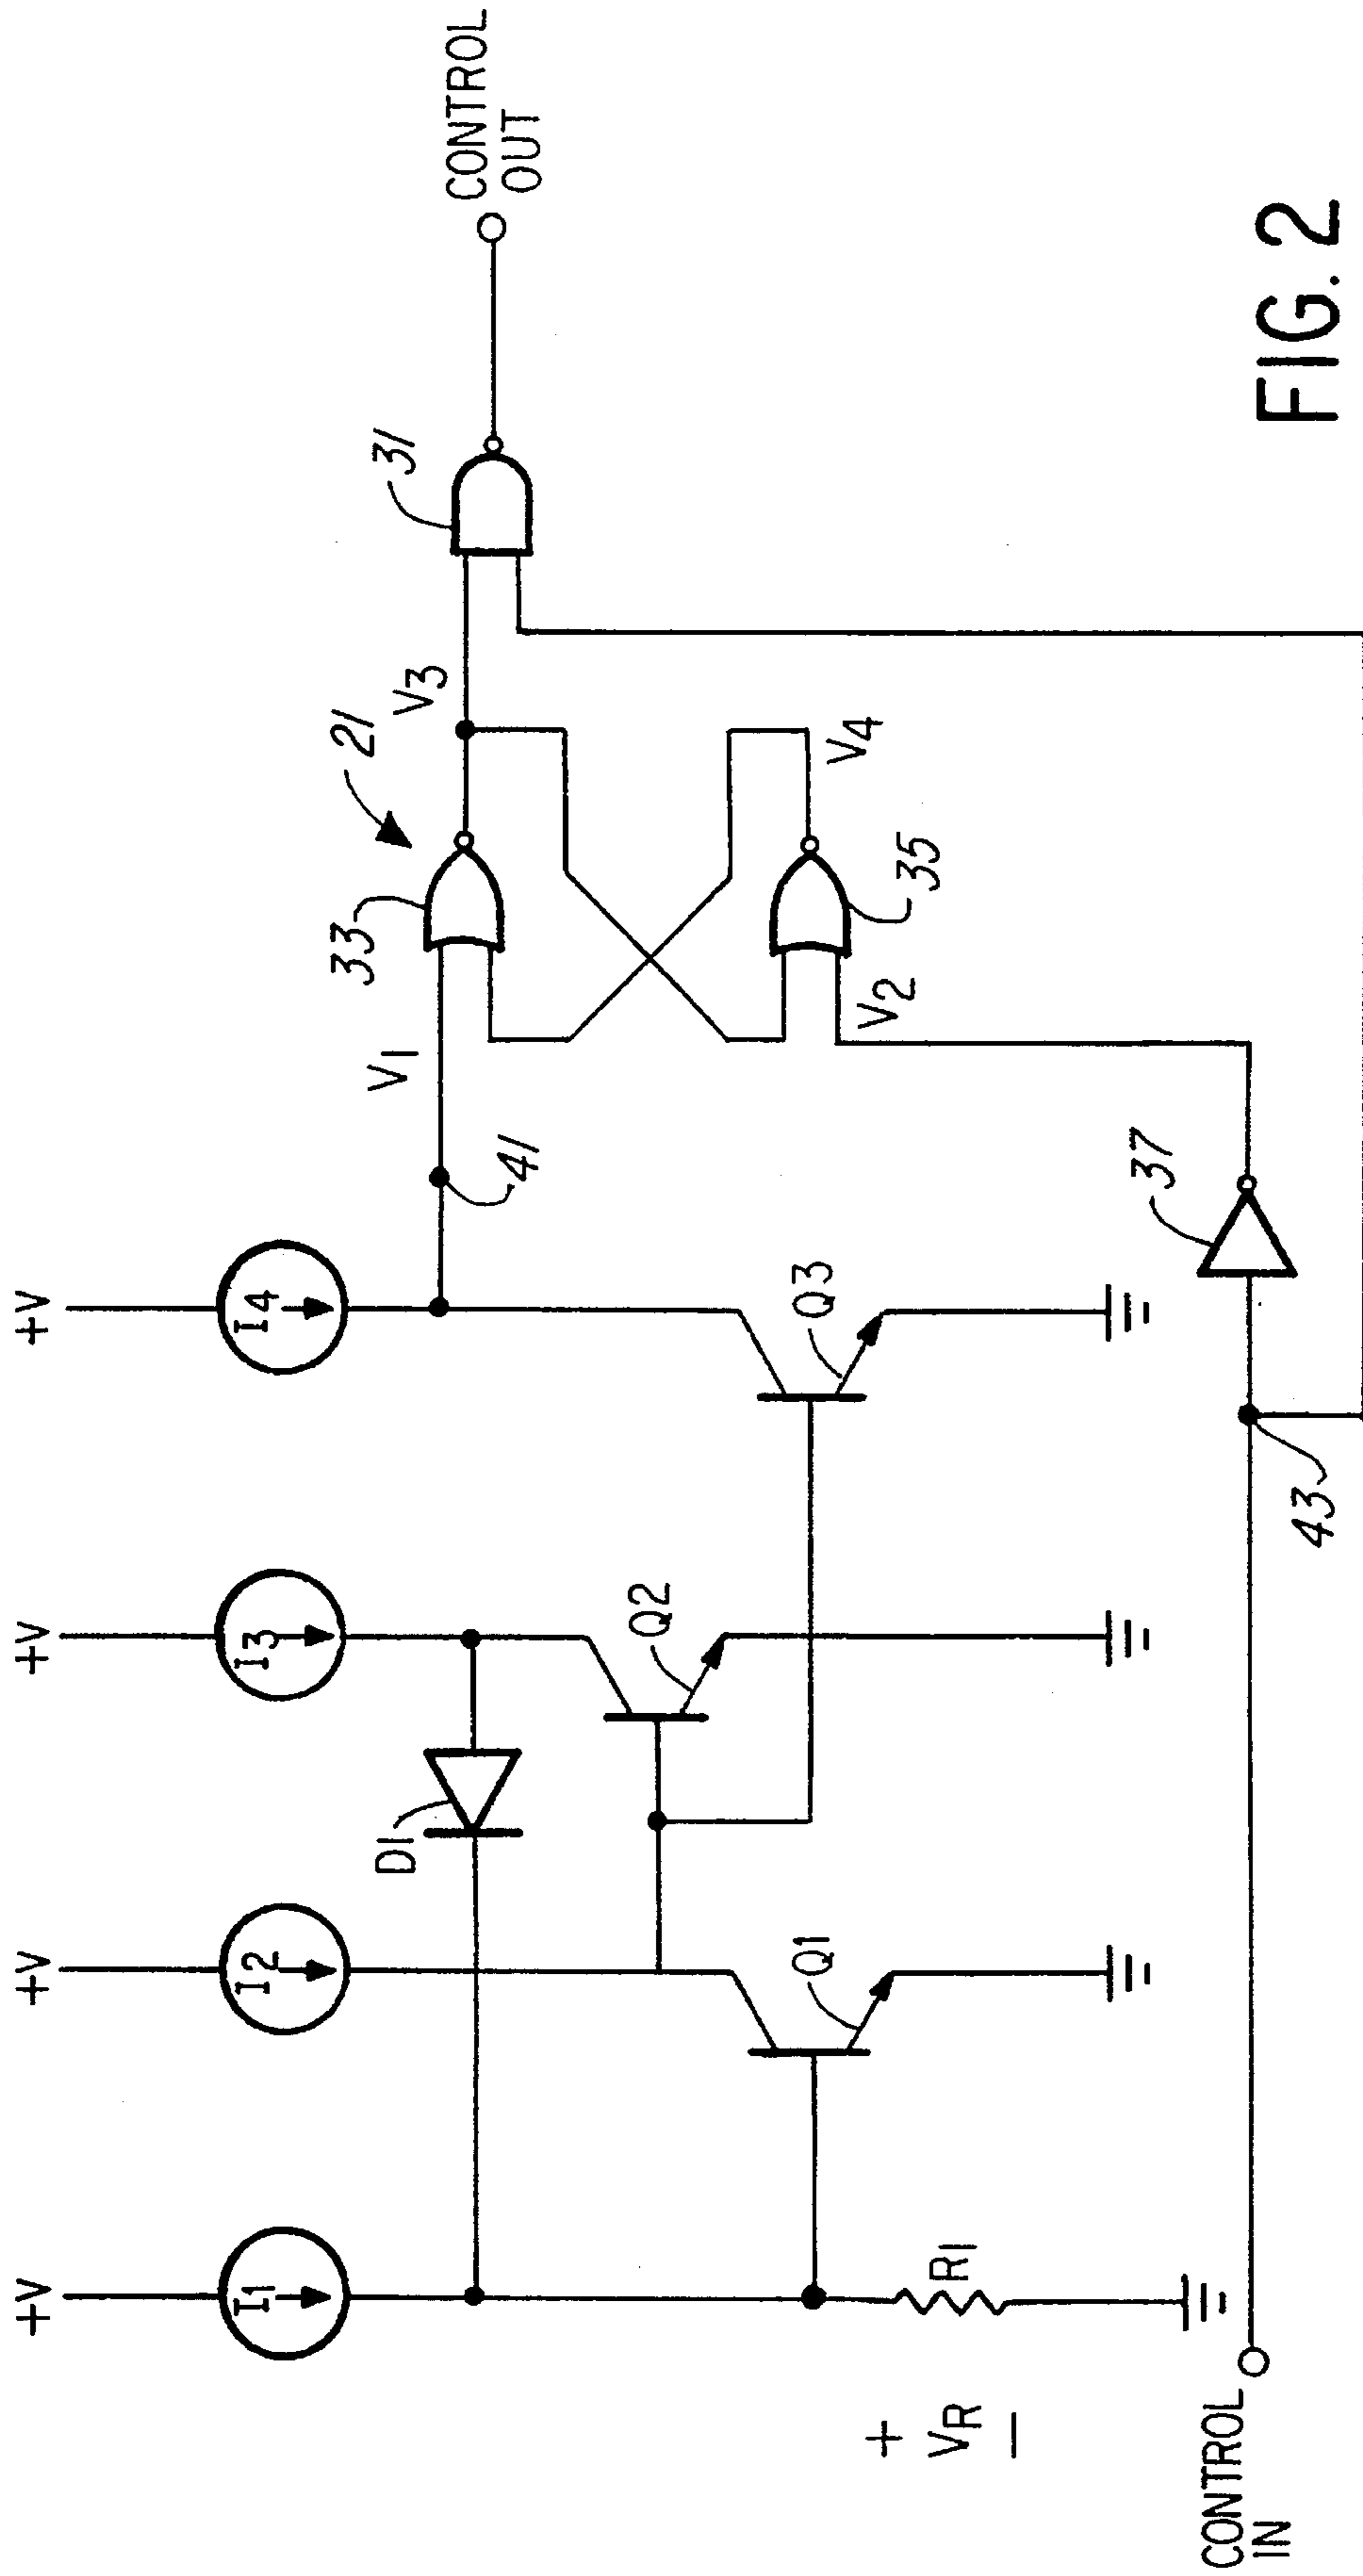 +V
+V
+V
+V
I1
I2
I3
I4
D1
Q1
Q2
Q3
R1
+
VR
−
41
V1
33
21
V3
31
CONTROL
OUT
V4
35
V2
37
43
CONTROL
IN
FIG. 2